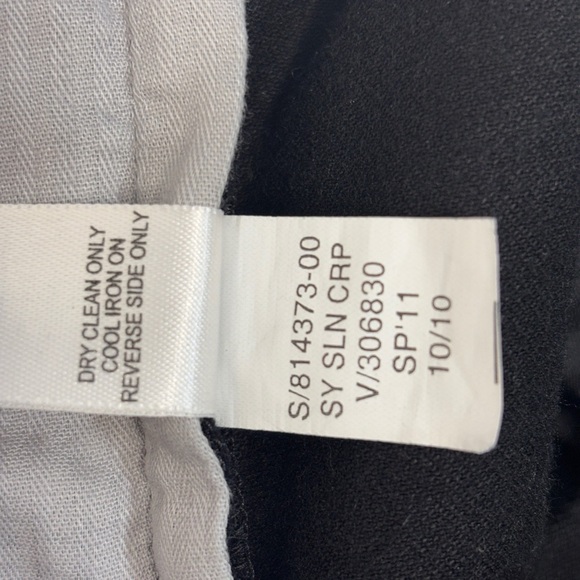 DRY CLEAN ONLY
COOL IRON ON
REVERSE SIDE ONLY
S/814373-00
SY SLN CRP
V/306830
SP'11
10/10